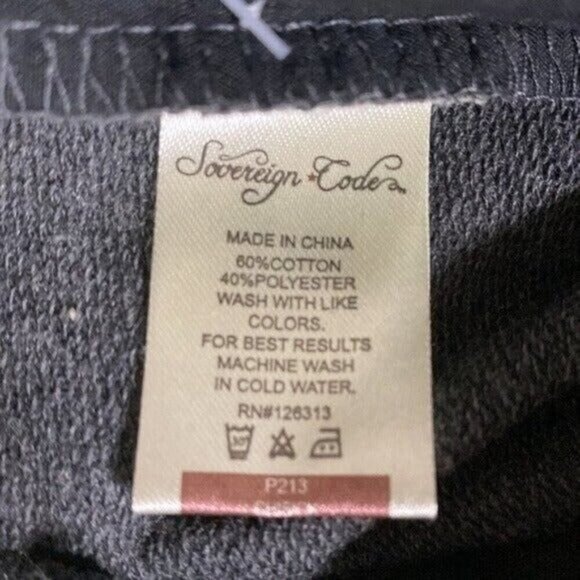 Sovereign Code
MADE IN CHINA
60%COTTON
40%POLYESTER
WASH WITH LIKE
COLORS.
FOR BEST RESULTS
MACHINE WASH
IN COLD WATER.
RN#126313
P213